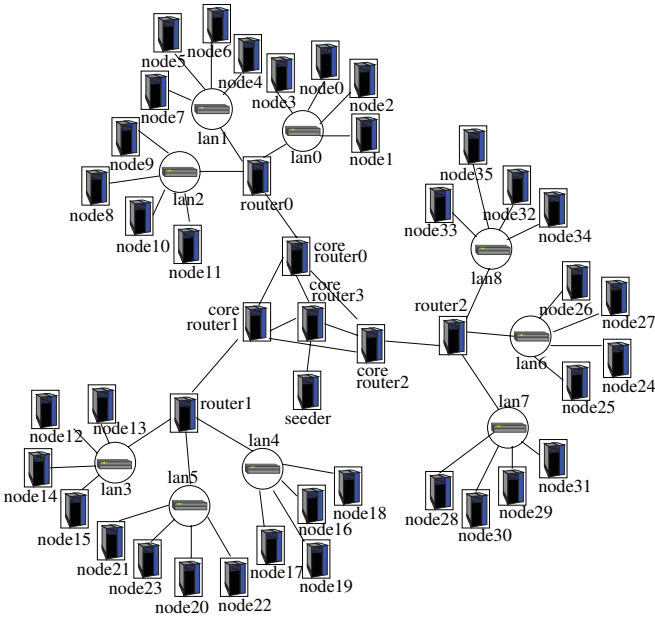 node6
node5
node4
node0
node3
node2
node7
lan1
lan0
node1
node9
node35
lan2
node8
router0
node32
node33
node34
node10
node11
core
router0
lan8
core
router3
node26
core
router1
router2
node27
lan6
core
router2
node24
node25
seeder
router1
lan7
node13
node12
lan4
lan3
lan5
node14
node31
node18
node28
node29
node16
node15
node30
node21
node17
node23
node19
node20
node22